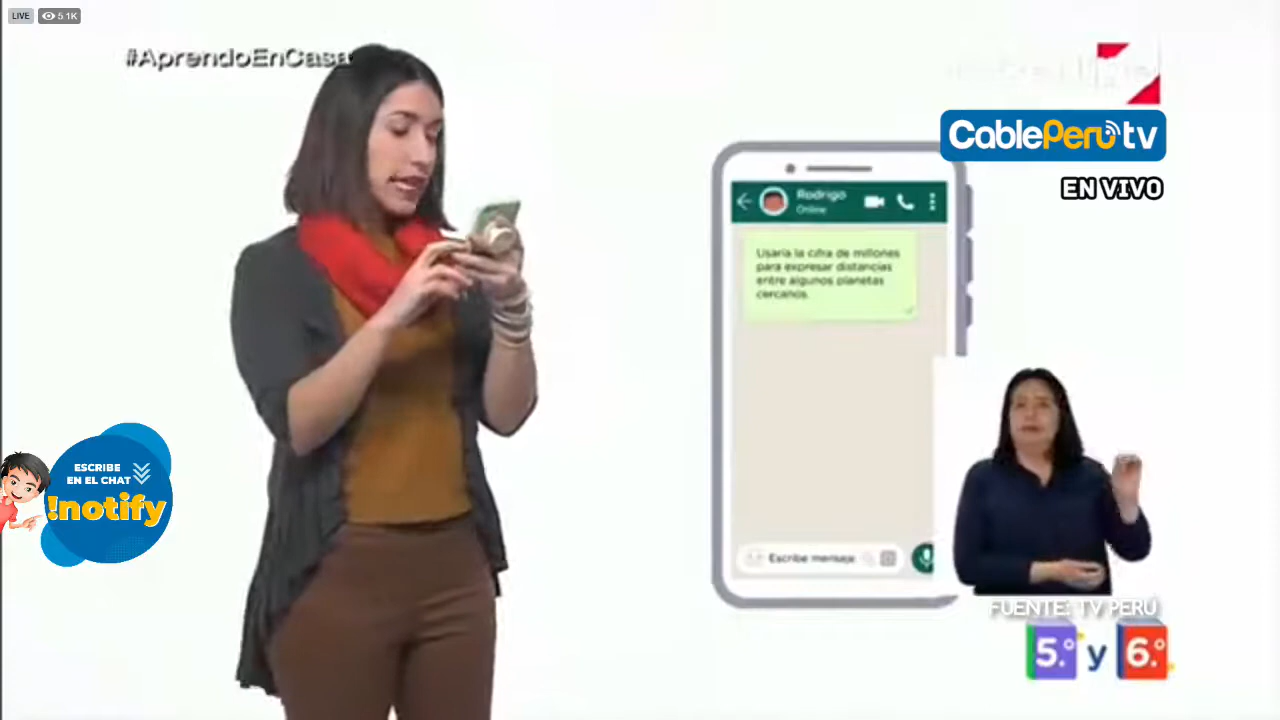 LIVE 5.1K
#AprendoEnCasa
CablePerú tv
EN VIVO
Rodrigo
Online
Usaría la cifra de millones
para expresar distancias
entre algunos planetas
cercanos.
ESCRIBE
EN EL CHAT
!notify
Escribe mensaje
FUENTE: TV PERÚ
5.º y 6.º